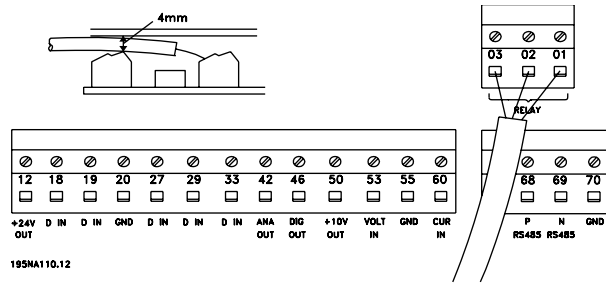 4mm
03 02 01
RELAY
12 18 19 20 27 29 33 42 46 50 53 55 60
+24V OUT D IN D IN GND D IN D IN D IN ANA OUT DIG OUT +10V OUT VOLT IN GND CUR IN
68 69 70
P RS485 N RS485 GND
195NA110.12